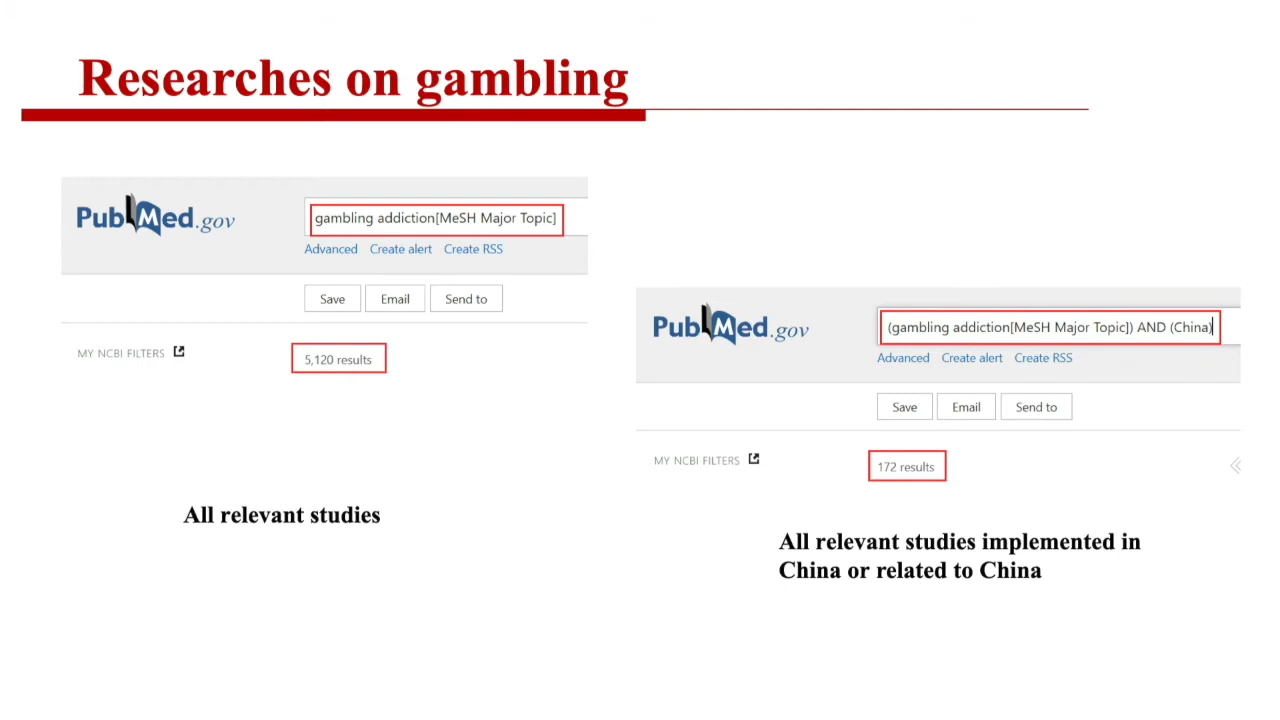 Researches on gambling
PubMed.gov
gambling addiction[MeSH Major Topic]
Advanced Create alert Create RSS
Save Email Send to
MY NCBI FILTERS
5,120 results
All relevant studies
PubMed.gov
(gambling addiction[MeSH Major Topic]) AND (China)
Advanced Create alert Create RSS
Save Email Send to
MY NCBI FILTERS
172 results
All relevant studies implemented in
China or related to China